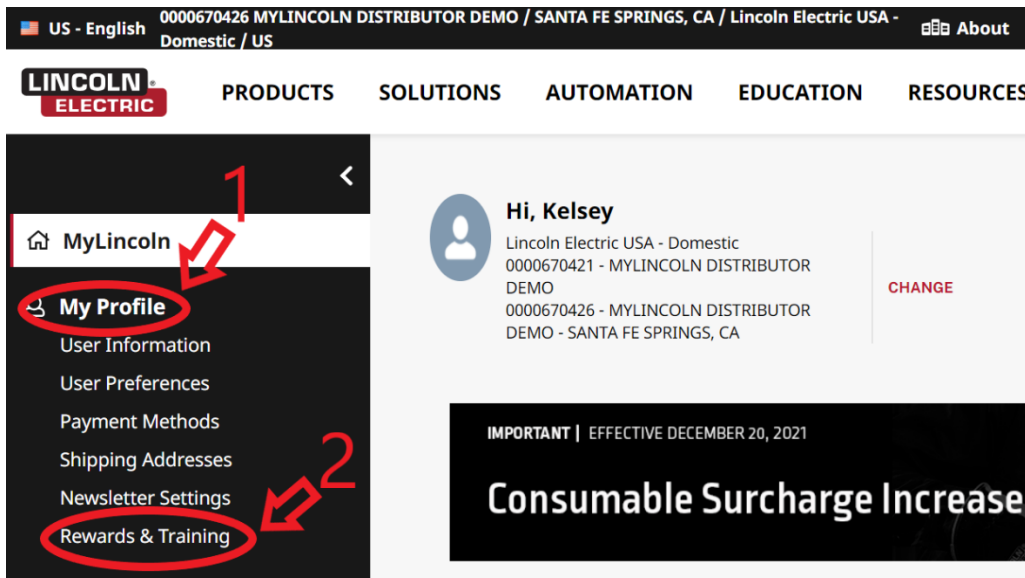 US - English
0000670426 MYLINCOLN DISTRIBUTOR DEMO / SANTA FE SPRINGS, CA / Lincoln Electric USA -
Domestic / US
About
LINCOLN
ELECTRIC
PRODUCTS SOLUTIONS AUTOMATION EDUCATION RESOURCES
1
MyLincoln
My Profile
User Information
User Preferences
Payment Methods
Shipping Addresses
2
Newsletter Settings
Rewards & Training
Hi, Kelsey
Lincoln Electric USA - Domestic
0000670421 - MYLINCOLN DISTRIBUTOR
DEMO
0000670426 - MYLINCOLN DISTRIBUTOR
DEMO - SANTA FE SPRINGS, CA
CHANGE
IMPORTANT | EFFECTIVE DECEMBER 20, 2021
Consumable Surcharge Increase